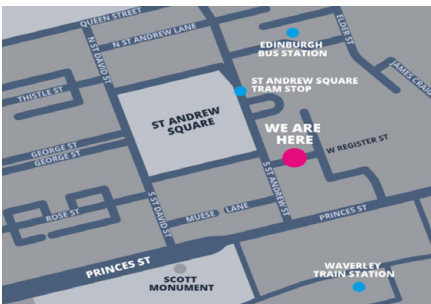 QUEEN STREET
N ST ANDREW LANE
N ST DAVID ST
ELDER ST
EDINBURGH
BUS STATION
JAMES CRAIG
THISTLE ST
ST ANDREW SQUARE
TRAM STOP
ST ANDREW
SQUARE
WE ARE
HERE
W REGISTER ST
GEORGE ST
GEORGE ST
S ST DAVID ST
S ST ANDREW ST
ROSE ST
MUESE LANE
PRINCES ST
PRINCES ST
SCOTT
MONUMENT
WAVERLEY
TRAIN STATION